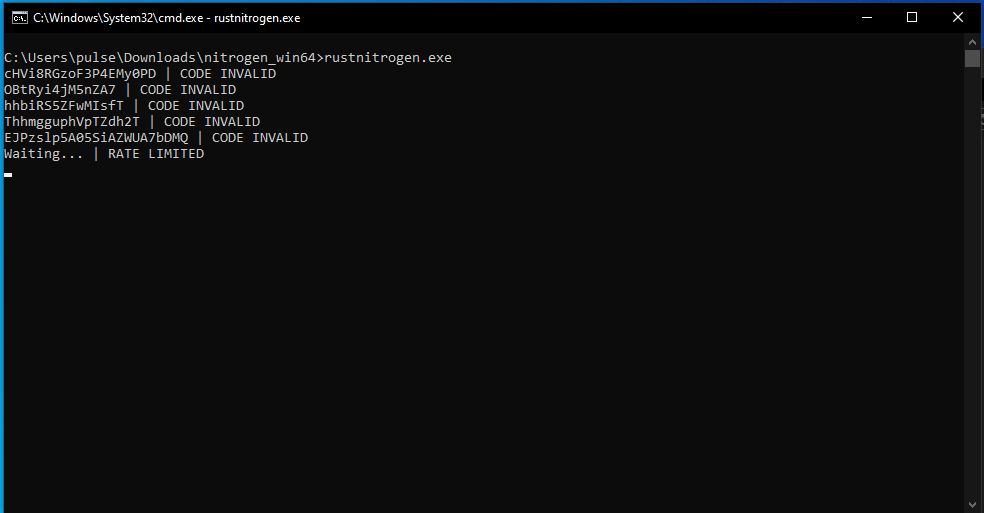 C:\Windows\System32\cmd.exe - rustnitrogen.exe
C:\Users\pulse\Downloads\nitrogen_win64>rustnitrogen.exe
cHVi8RGzoF3P4EMy0PD | CODE INVALID
OBtRyi4jM5nZA7 | CODE INVALID
hhbiRS5ZFwMIsfT | CODE INVALID
ThhmgguphVpTZdh2T | CODE INVALID
EJPzslp5A05SiAZWUA7bDMQ | CODE INVALID
Waiting... | RATE LIMITED